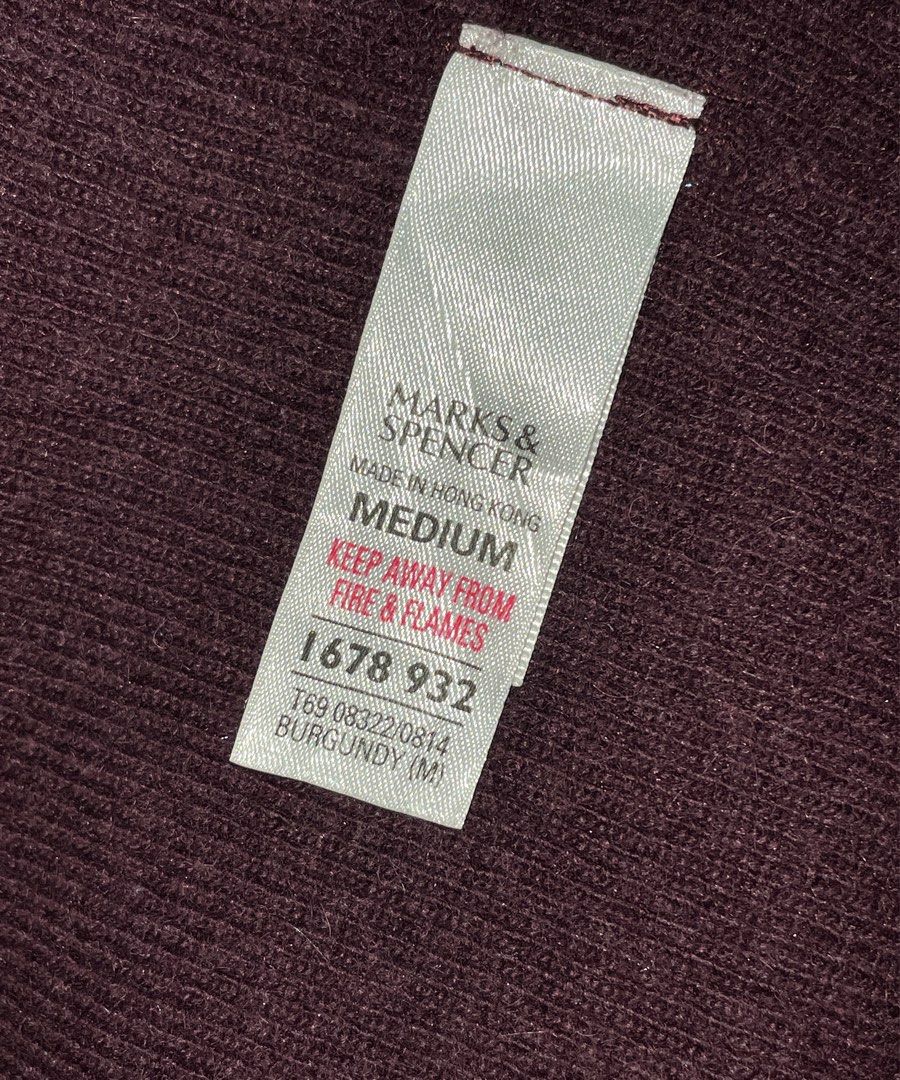 MARKS &
SPENCER
MADE IN HONG KONG
MEDIUM
KEEP AWAY FROM
FIRE & FLAMES
1678 932
T69 08322/0814
BURGUNDY (M)